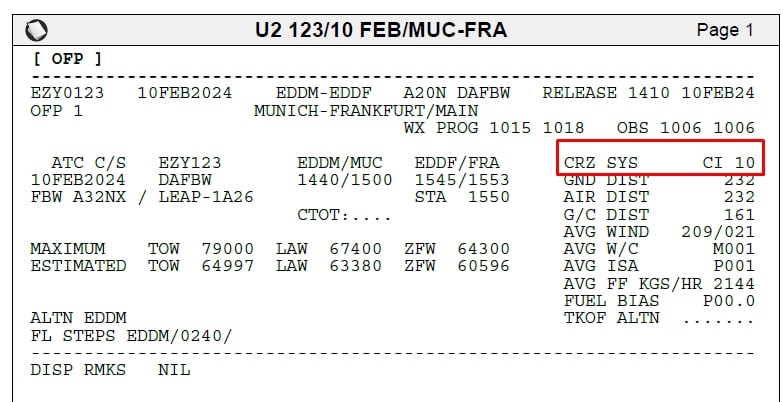 U2 123/10 FEB/MUC-FRA Page 1
[ OFP ]
--------------------------------------------------------------------
EZY0123 10FEB2024 EDDM-EDDF A20N DAFBW RELEASE 1410 10FEB24
OFP 1 MUNICH-FRANKFURT/MAIN
WX PROG 1015 1018 OBS 1006 1006
ATC C/S EZY123 EDDM/MUC EDDF/FRA CRZ SYS CI 10
10FEB2024 DAFBW 1440/1500 1545/1553 GND DIST 232
FBW A32NX / LEAP-1A26 STA 1550 AIR DIST 232
CTOT:.... G/C DIST 161
AVG WIND 209/021
MAXIMUM TOW 79000 LAW 67400 ZFW 64300 AVG W/C M001
ESTIMATED TOW 64997 LAW 63380 ZFW 60596 AVG ISA P001
AVG FF KGS/HR 2144
FUEL BIAS P00.0
ALTN EDDM TKOF ALTN .......
FL STEPS EDDM/0240/
--------------------------------------------------------------------
DISP RMKS NIL